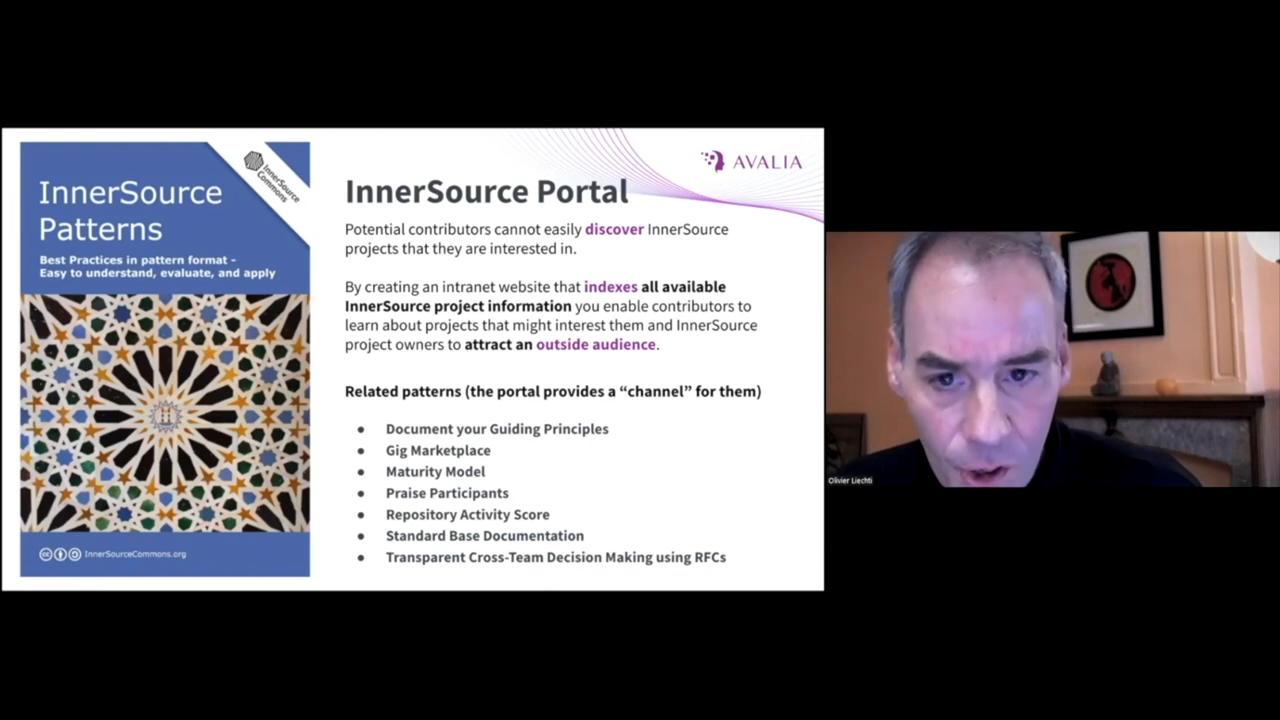 InnerSource
Patterns
Best Practices in pattern format -
Easy to understand, evaluate, and apply
InnerSource
Commons
InnerSourceCommons.org
AVALIA
InnerSource Portal
Potential contributors cannot easily discover InnerSource
projects that they are interested in.
By creating an intranet website that indexes all available
InnerSource project information you enable contributors to
learn about projects that might interest them and InnerSource
project owners to attract an outside audience.
Related patterns (the portal provides a “channel” for them)
● Document your Guiding Principles
● Gig Marketplace
● Maturity Model
● Praise Participants
● Repository Activity Score
● Standard Base Documentation
● Transparent Cross-Team Decision Making using RFCs
Olivier Liechti